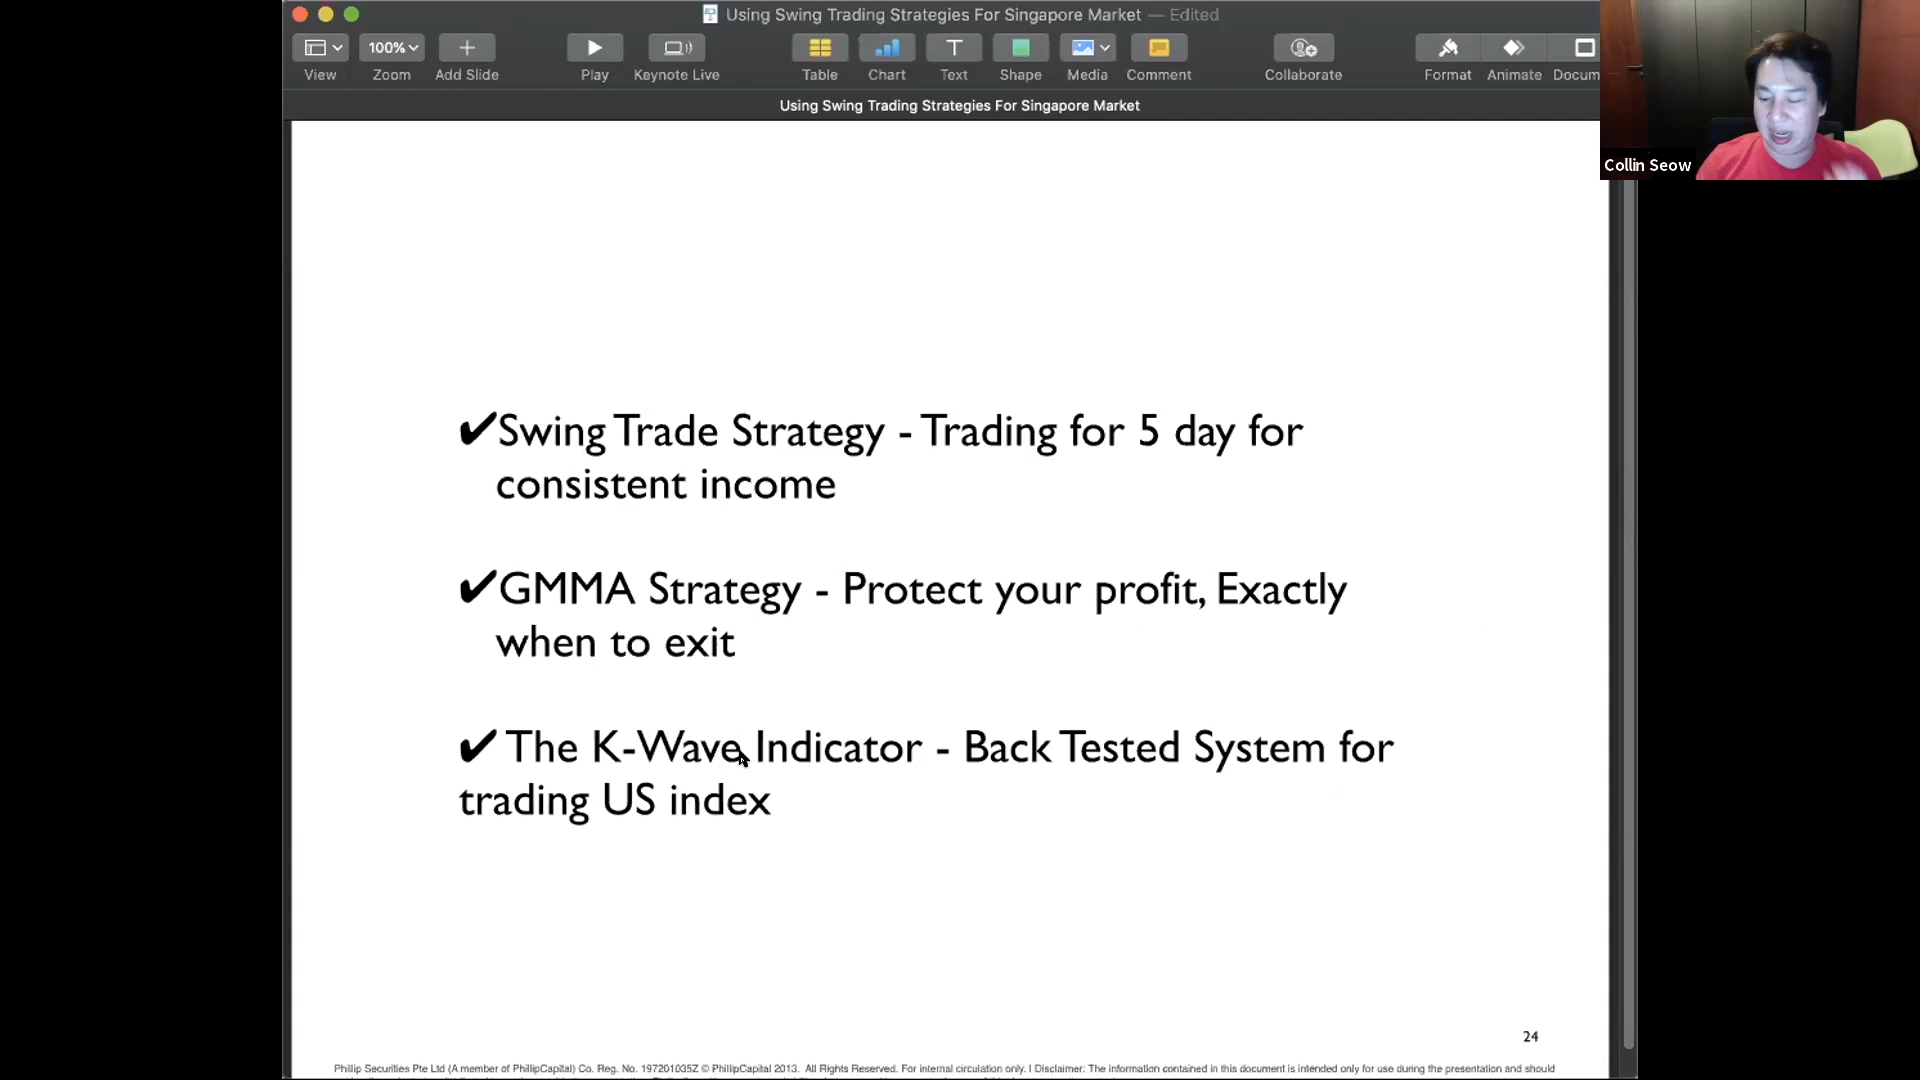 Using Swing Trading Strategies For Singapore Market — Edited
100%
View Zoom Add Slide Play Keynote Live Table Chart Text Shape Media Comment Collaborate Format Animate Docum
Using Swing Trading Strategies For Singapore Market
Collin Seow
✔Swing Trade Strategy - Trading for 5 day for
consistent income
✔GMMA Strategy - Protect your profit, Exactly
when to exit
✔ The K-Wave Indicator - Back Tested System for
trading US index
24
Phillip Securities Pte Ltd (A member of PhillipCapital) Co. Reg. No. 197201035Z © PhillipCapital 2013. All Rights Reserved. For internal circulation only. | Disclaimer: The information contained in this document is intended only for use during the presentation and should